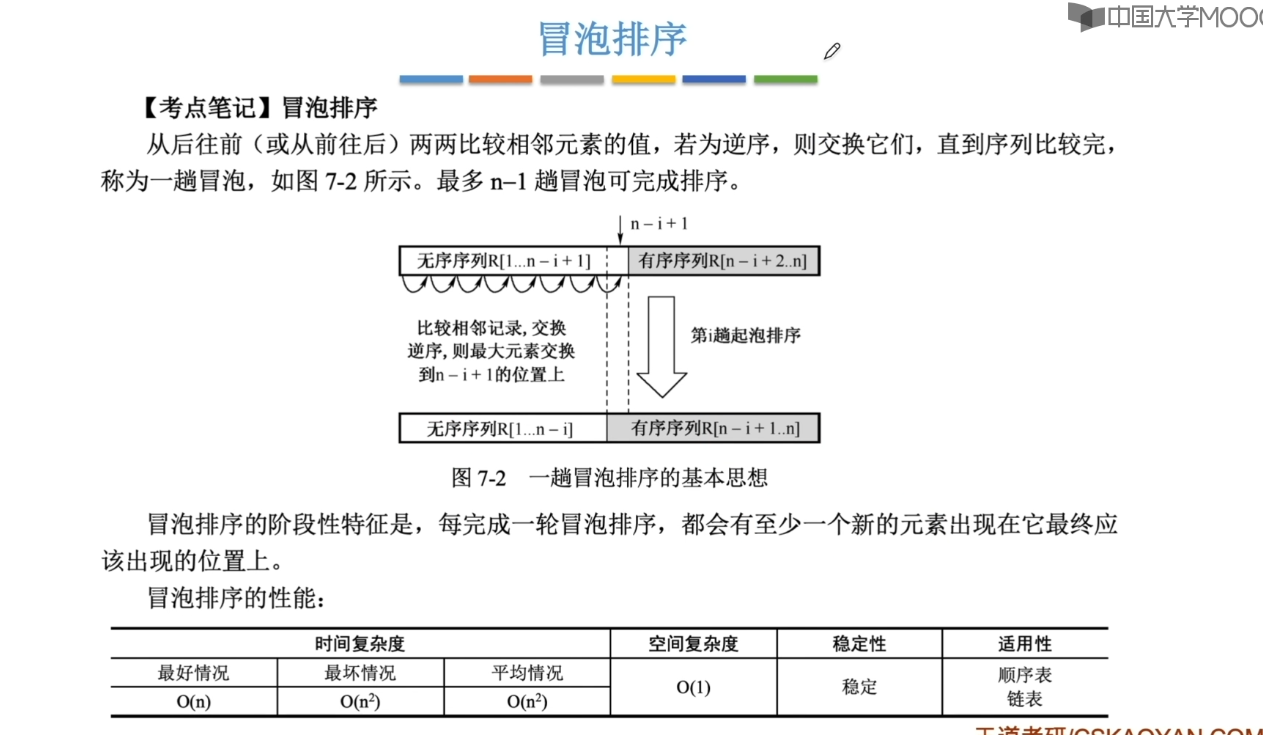 中国大学MOOC
冒泡排序
【考点笔记】冒泡排序
从后往前（或从前往后）两两比较相邻元素的值，若为逆序，则交换它们，直到序列比较完，
称为一趟冒泡，如图 7-2 所示。最多 n–1 趟冒泡可完成排序。
n – i + 1
无序序列R[1...n – i + 1] 有序序列R[n – i + 2..n]
比较相邻记录, 交换
逆序, 则最大元素交换
到n – i + 1的位置上
第i趟起泡排序
无序序列R[1...n – i] 有序序列R[n – i + 1..n]
图 7-2 一趟冒泡排序的基本思想
冒泡排序的阶段性特征是，每完成一轮冒泡排序，都会有至少一个新的元素出现在它最终应
该出现的位置上。
冒泡排序的性能：
时间复杂度 空间复杂度 稳定性 适用性
最好情况 最坏情况 平均情况 O(1) 稳定 顺序表
O(n) O(n²) O(n²) 链表
王道考研/CSKAOYAN.COM